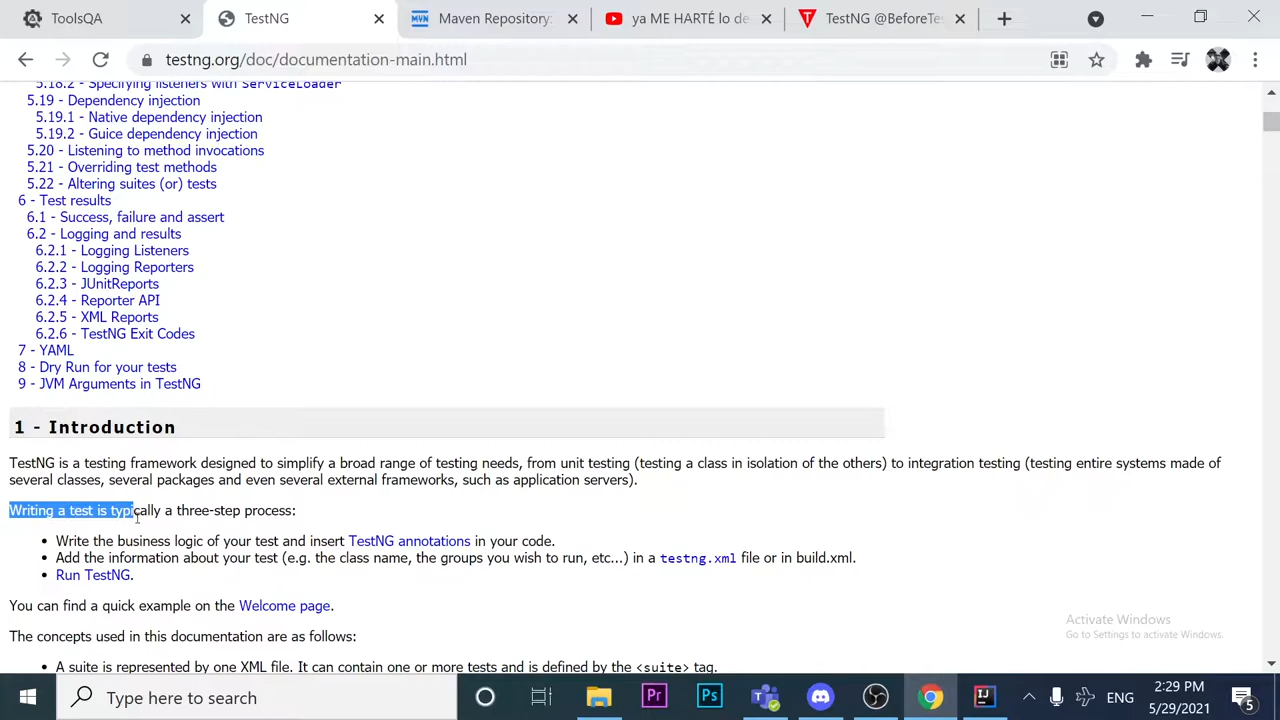 ToolsQA
TestNG
Maven Repository:
ya ME HARTÉ lo de
TestNG @BeforeTes
testng.org/doc/documentation-main.html
5.18.2 - Specifying listeners with ServiceLoader
5.19 - Dependency injection
5.19.1 - Native dependency injection
5.19.2 - Guice dependency injection
5.20 - Listening to method invocations
5.21 - Overriding test methods
5.22 - Altering suites (or) tests
6 - Test results
6.1 - Success, failure and assert
6.2 - Logging and results
6.2.1 - Logging Listeners
6.2.2 - Logging Reporters
6.2.3 - JUnitReports
6.2.4 - Reporter API
6.2.5 - XML Reports
6.2.6 - TestNG Exit Codes
7 - YAML
8 - Dry Run for your tests
9 - JVM Arguments in TestNG
1 - Introduction
TestNG is a testing framework designed to simplify a broad range of testing needs, from unit testing (testing a class in isolation of the others) to integration testing (testing entire systems made of
several classes, several packages and even several external frameworks, such as application servers).
Writing a test is typically a three-step process:
• Write the business logic of your test and insert TestNG annotations in your code.
• Add the information about your test (e.g. the class name, the groups you wish to run, etc...) in a testng.xml file or in build.xml.
• Run TestNG.
You can find a quick example on the Welcome page.
The concepts used in this documentation are as follows:
• A suite is represented by one XML file. It can contain one or more tests and is defined by the <suite> tag.
Activate Windows
Go to Settings to activate Windows.
Type here to search
Pr
Ps
ENG
2:29 PM
5/29/2021
5